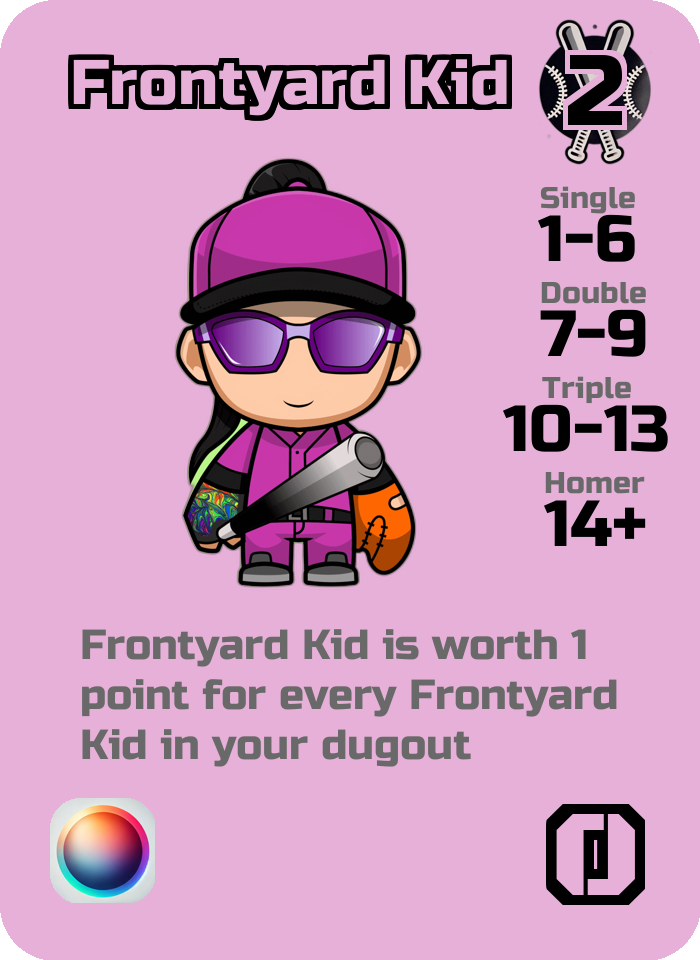 Frontyard Kid
2
Single
1-6
Double
7-9
Triple
10-13
Homer
14+
Frontyard Kid is worth 1
point for every Frontyard
Kid in your dugout